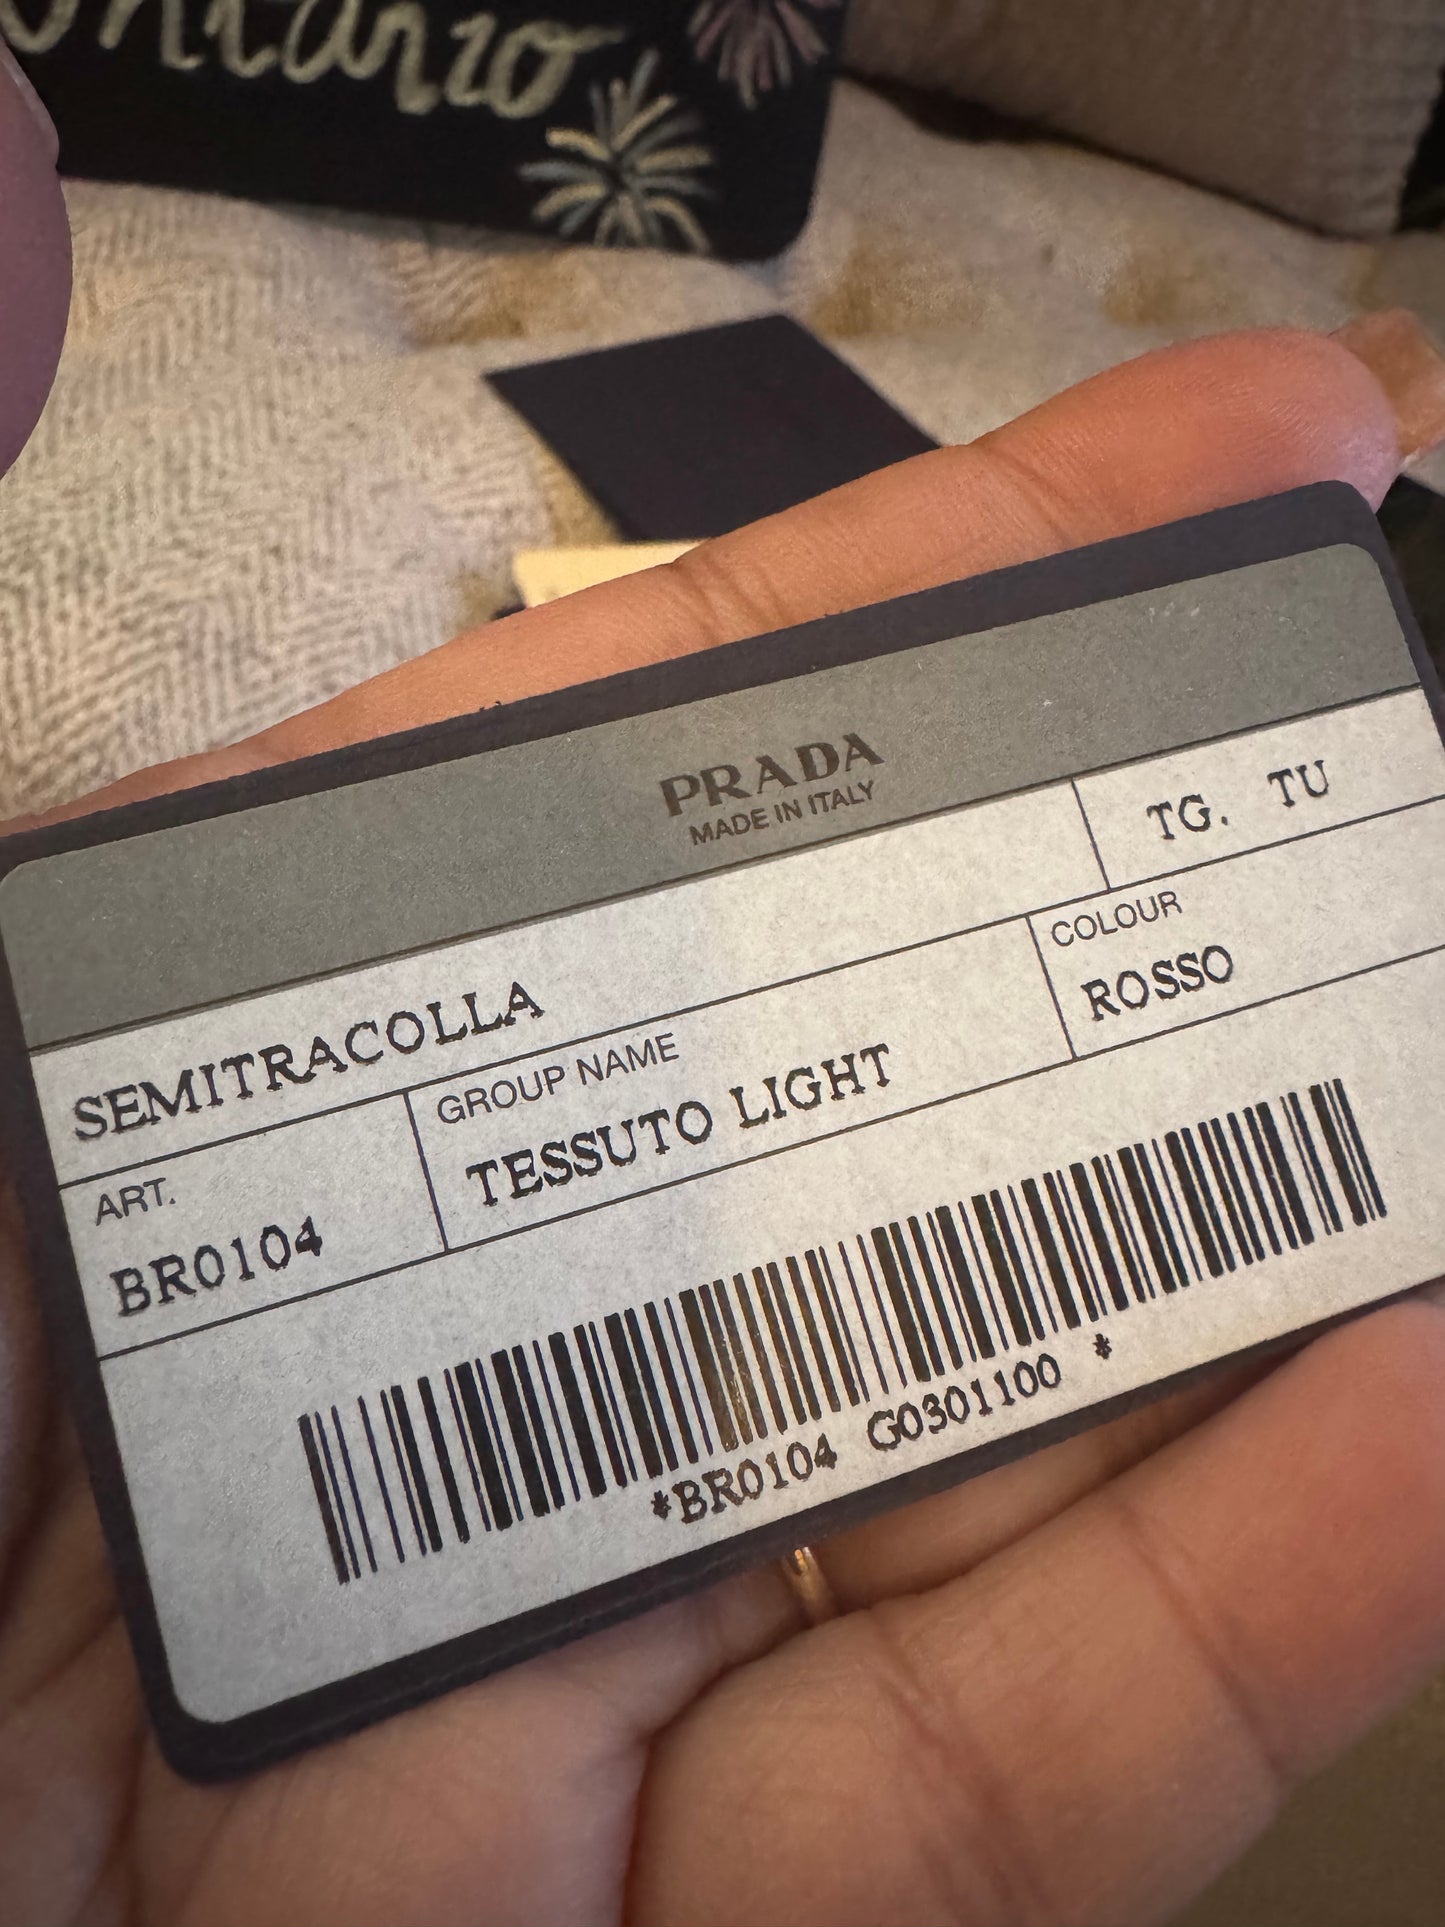 PRADA
MADE IN ITALY
SEMITRACOLLA
TG. TU
ART.
BR0104
GROUP NAME
TESSUTO LIGHT
COLOUR
ROSSO
*BR0104 G0301100 *